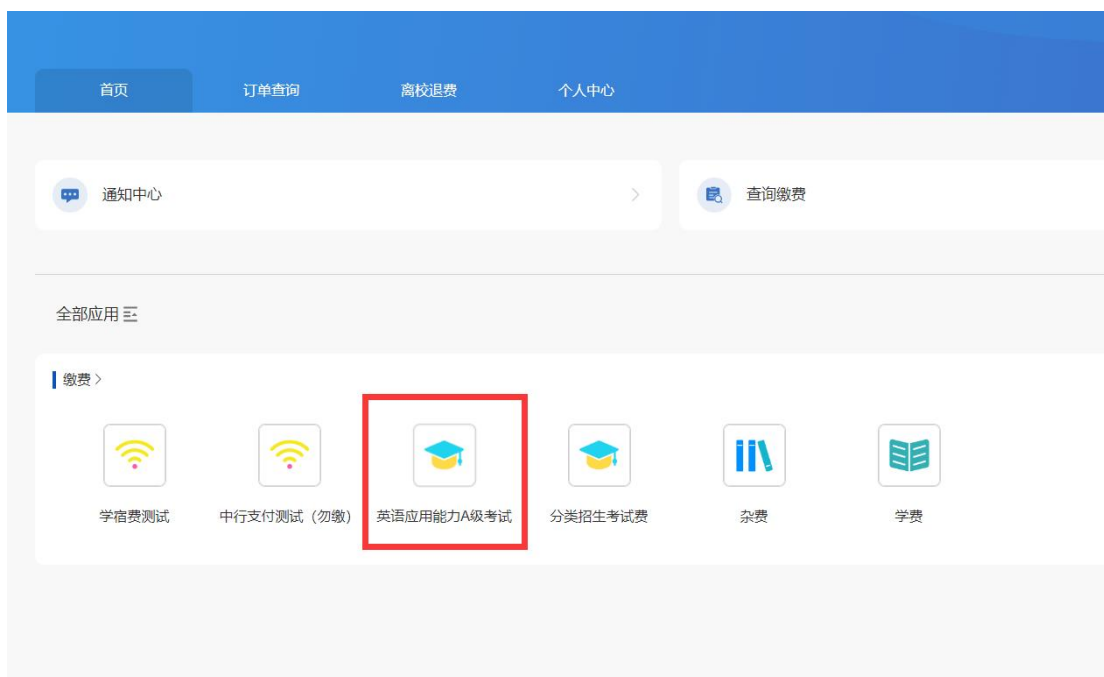 首页 订单查询 离校退费 个人中心
通知中心 查询缴费
全部应用
缴费
学宿费测试 中行支付测试（勿缴） 英语应用能力A级考试 分类招生考试费 杂费 学费